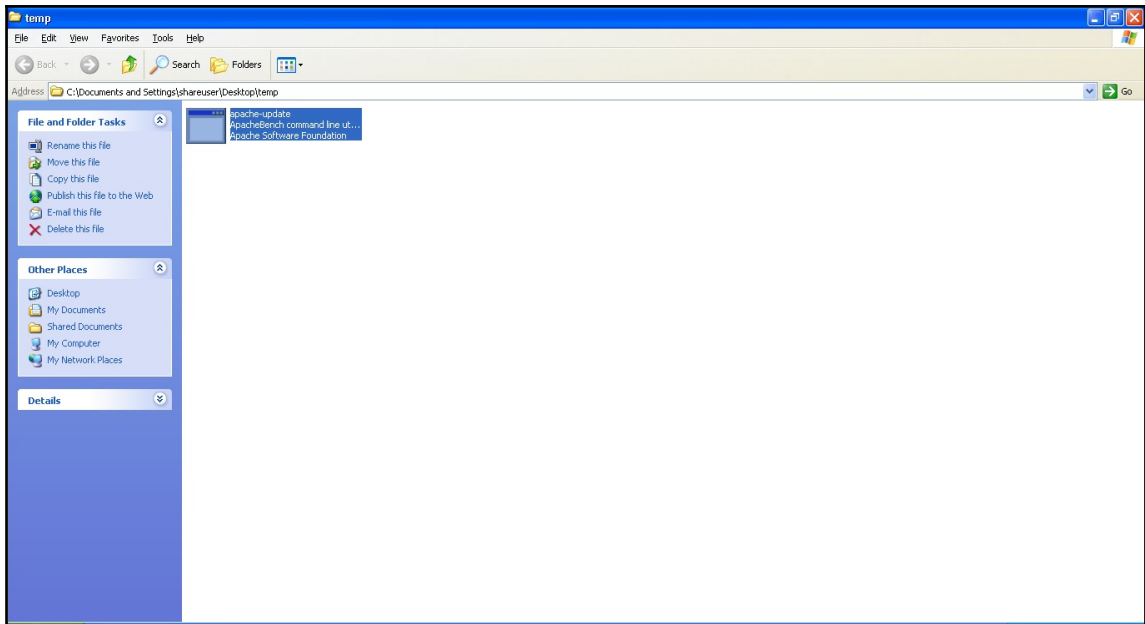 temp
File Edit View Favorites Tools Help
Back Search Folders
Address C:\Documents and Settings\shareuser\Desktop\temp Go
File and Folder Tasks
Rename this file
Move this file
Copy this file
Publish this file to the Web
E-mail this file
Delete this file
Other Places
Desktop
My Documents
Shared Documents
My Computer
My Network Places
Details
apache-update
ApacheBench command line ut...
Apache Software Foundation